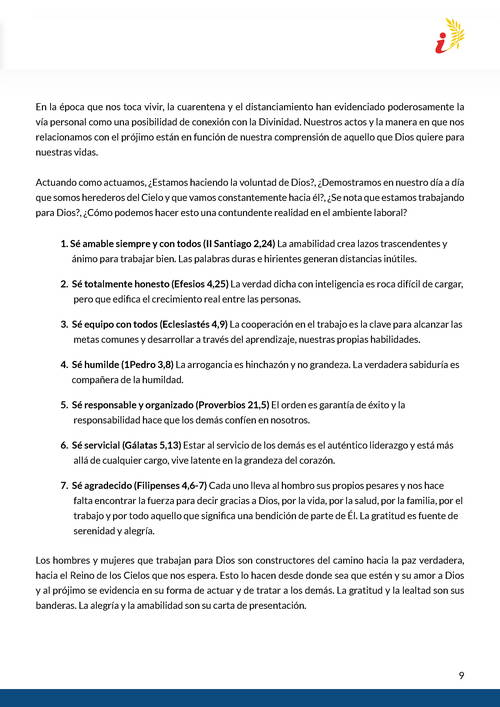 En la época que nos toca vivir, la cuarentena y el distanciamiento han evidenciado poderosamente la
vía personal como una posibilidad de conexión con la Divinidad. Nuestros actos y la manera en que nos
relacionamos con el prójimo están en función de nuestra comprensión de aquello que Dios quiere para
nuestras vidas.
Actuando como actuamos, ¿Estamos haciendo la voluntad de Dios?, ¿Demostramos en nuestro día a día
que somos herederos del Cielo y que vamos constantemente hacia él?, ¿Se nota que estamos trabajando
para Dios?, ¿Cómo podemos hacer esto una contundente realidad en el ambiente laboral?
1. Sé amable siempre y con todos (II Santiago 2,24) La amabilidad crea lazos trascendentes y
ánimo para trabajar bien. Las palabras duras e hirientes generan distancias inútiles.
2. Sé totalmente honesto (Efesios 4,25) La verdad dicha con inteligencia es roca difícil de cargar,
pero que edifica el crecimiento real entre las personas.
3. Sé equipo con todos (Eclesiastés 4,9) La cooperación en el trabajo es la clave para alcanzar las
metas comunes y desarrollar a través del aprendizaje, nuestras propias habilidades.
4. Sé humilde (1Pedro 3,8) La arrogancia es hinchazón y no grandeza. La verdadera sabiduría es
compañera de la humildad.
5. Sé responsable y organizado (Proverbios 21,5) El orden es garantía de éxito y la
responsabilidad hace que los demás confíen en nosotros.
6. Sé servicial (Gálatas 5,13) Estar al servicio de los demás es el auténtico liderazgo y está más
allá de cualquier cargo, vive latente en la grandeza del corazón.
7. Sé agradecido (Filipenses 4,6-7) Cada uno lleva al hombro sus propios pesares y nos hace
falta encontrar la fuerza para decir gracias a Dios, por la vida, por la salud, por la familia, por el
trabajo y por todo aquello que significa una bendición de parte de Él. La gratitud es fuente de
serenidad y alegría.
Los hombres y mujeres que trabajan para Dios son constructores del camino hacia la paz verdadera,
hacia el Reino de los Cielos que nos espera. Esto lo hacen desde donde sea que estén y su amor a Dios
y al prójimo se evidencia en su forma de actuar y de tratar a los demás. La gratitud y la lealtad son sus
banderas. La alegría y la amabilidad son su carta de presentación.
9